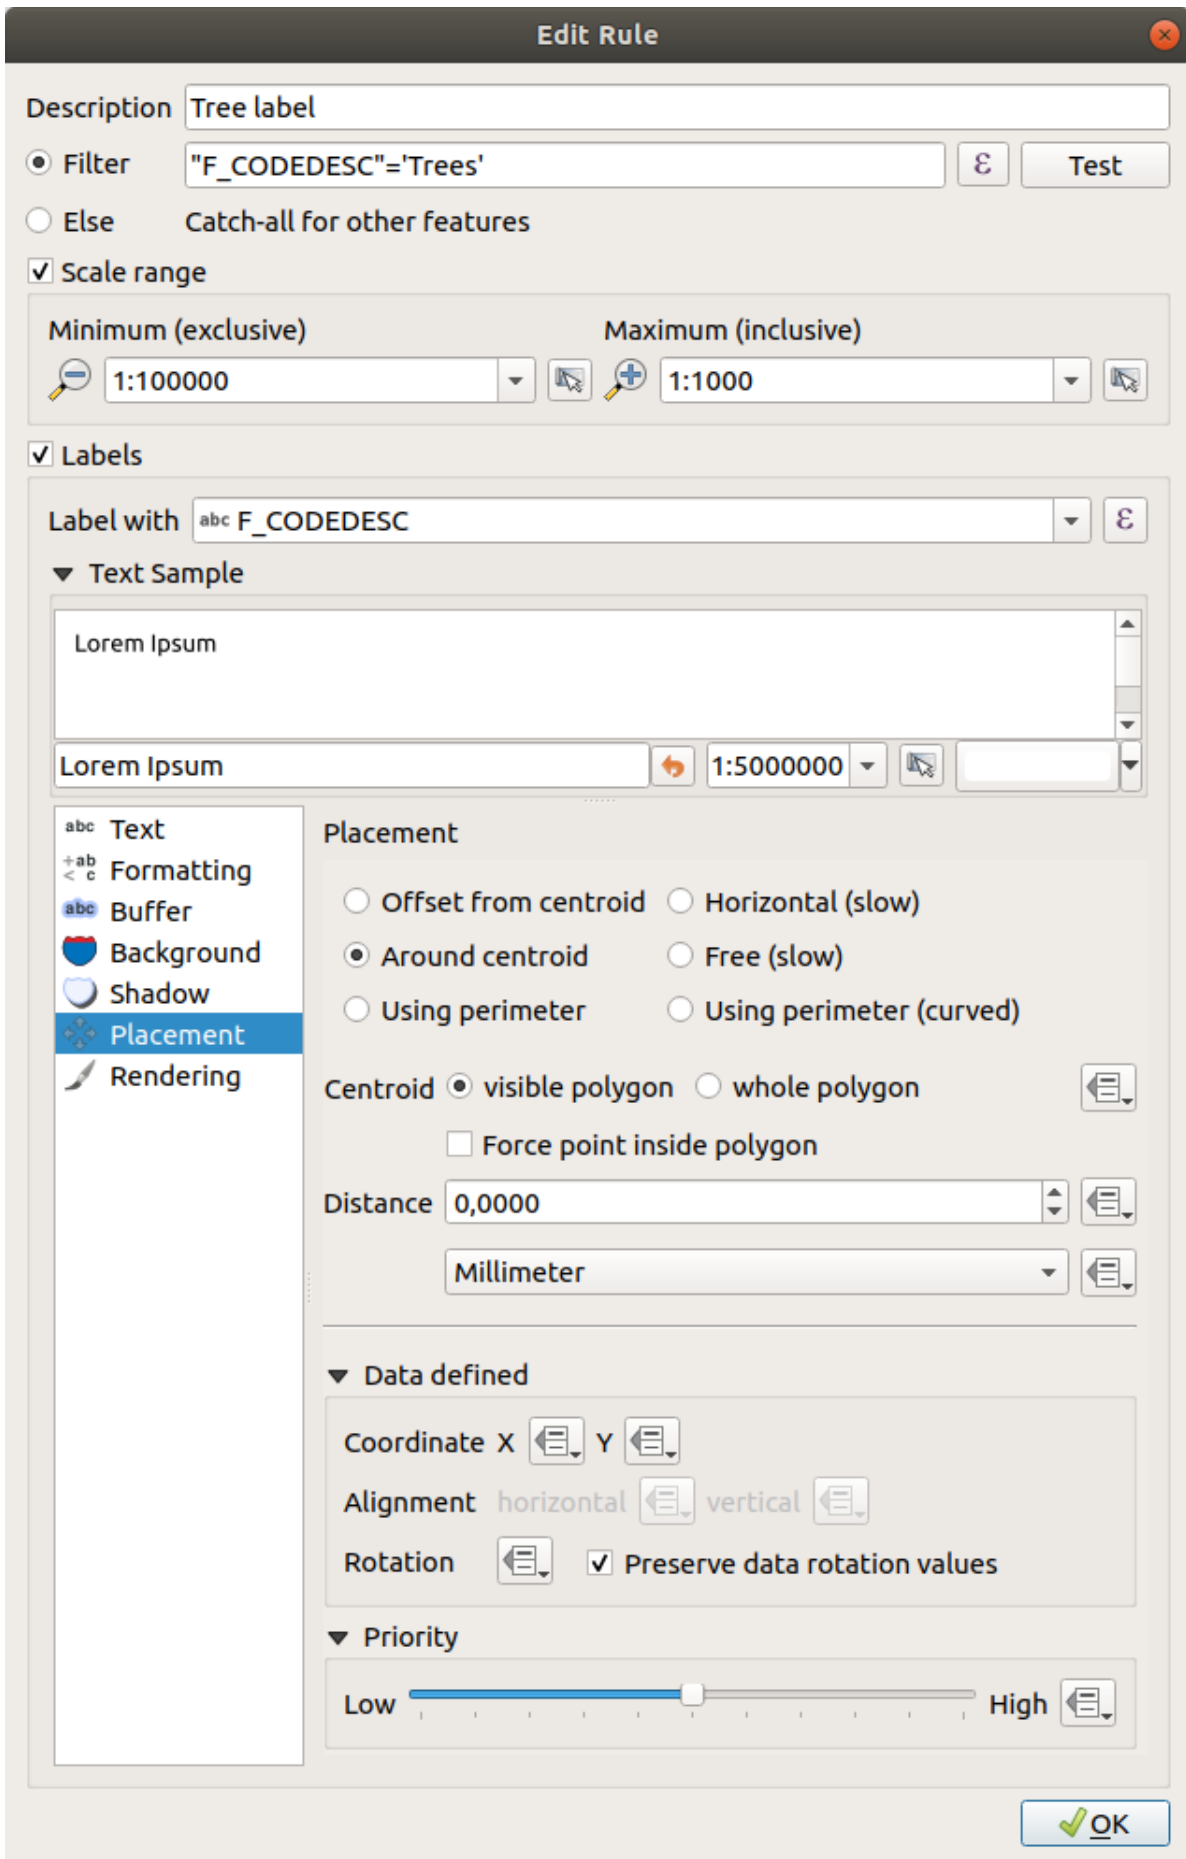 Edit Rule
Description Tree label
Filter "F_CODEDESC"='Trees' ε Test
Else Catch-all for other features
Scale range
Minimum (exclusive) Maximum (inclusive)
1:100000 1:1000
Labels
Label with abc F_CODEDESC ε
Text Sample
Lorem Ipsum
Lorem Ipsum 1:5000000
abc Text
+ab < c Formatting
abc Buffer
Background
Shadow
Placement
Rendering
Placement
Offset from centroid Horizontal (slow)
Around centroid Free (slow)
Using perimeter Using perimeter (curved)
Centroid visible polygon whole polygon
Force point inside polygon
Distance 0,0000
Millimeter
Data defined
Coordinate X Y
Alignment horizontal vertical
Rotation Preserve data rotation values
Priority
Low High
OK